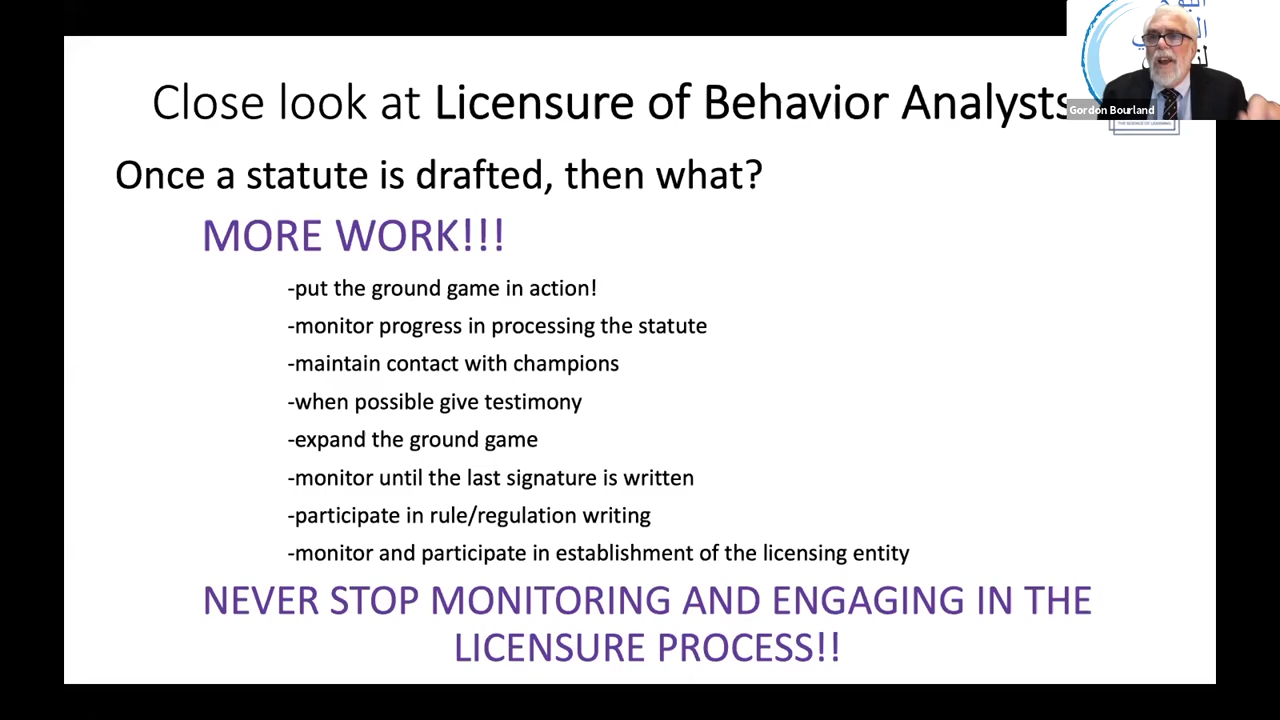 Close look at Licensure of Behavior Analysts
Gordon Bourland
Once a statute is drafted, then what?
MORE WORK!!!
-put the ground game in action!
-monitor progress in processing the statute
-maintain contact with champions
-when possible give testimony
-expand the ground game
-monitor until the last signature is written
-participate in rule/regulation writing
-monitor and participate in establishment of the licensing entity
NEVER STOP MONITORING AND ENGAGING IN THE
LICENSURE PROCESS!!